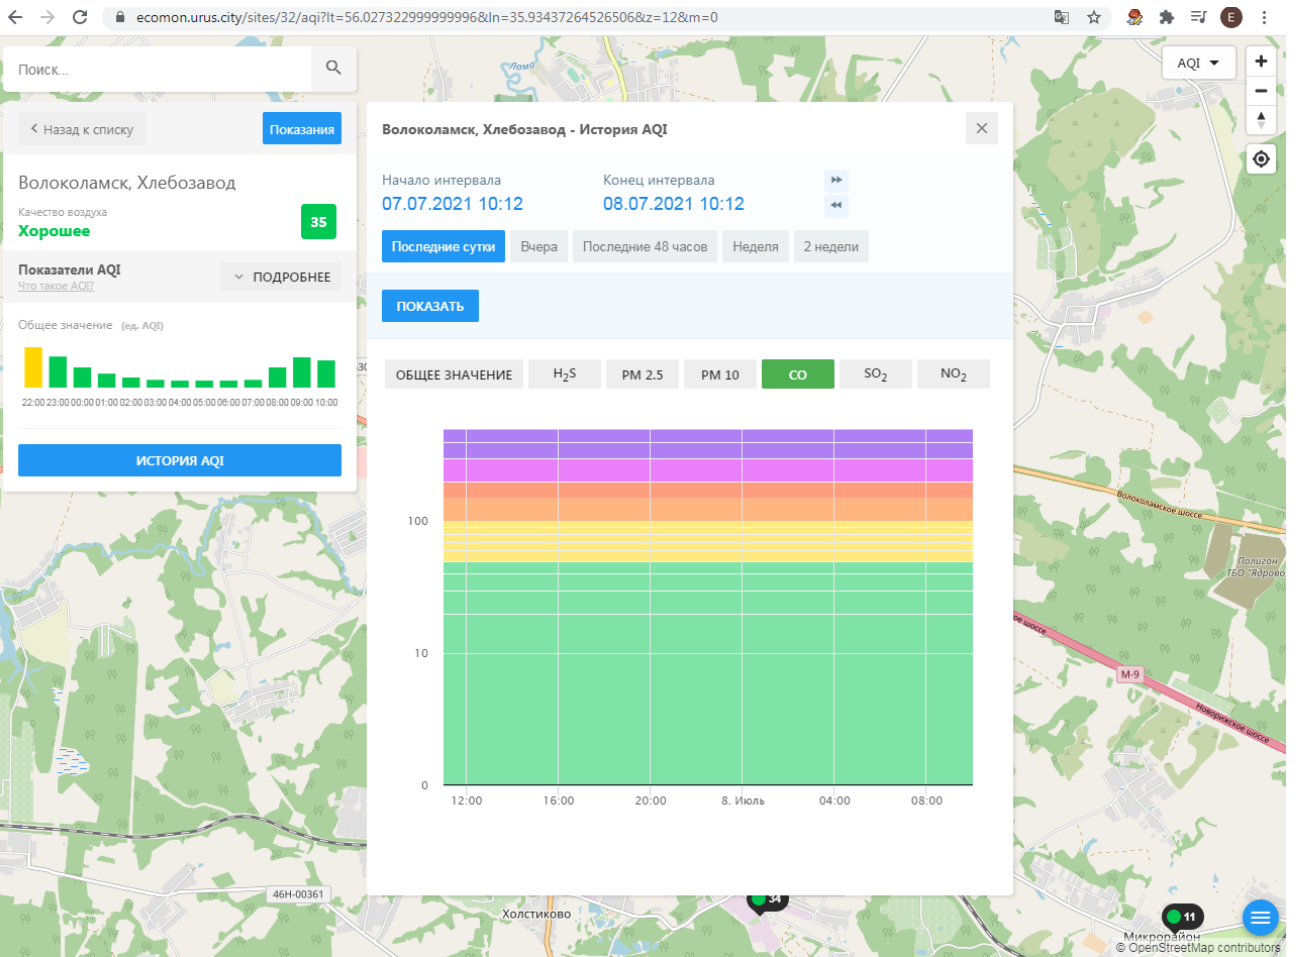 ecomon.urus.city/sites/32/aqi?lt=56.027322999999996&ln=35.93437264526506&z=12&m=0
E
Поиск...
AQI
Лама
Назад к списку
Показания
Волоколамск, Хлебозавод
Качество воздуха
Хорошее
35
Показатели AQI
Что такое AQI?
ПОДРОБНЕЕ
Общее значение (ед. AQI)
22:00 23:00 00:00 01:00 02:00 03:00 04:00 05:00 06:00 07:00 08:00 09:00 10:00
ИСТОРИЯ AQI
Волоколамск, Хлебозавод - История AQI
Начало интервала
Конец интервала
07.07.2021 10:12
08.07.2021 10:12
Последние сутки
Вчера
Последние 48 часов
Неделя
2 недели
ПОКАЗАТЬ
ОБЩЕЕ ЗНАЧЕНИЕ
H₂S
PM 2.5
PM 10
CO
SO₂
NO₂
100
10
0
12:00
16:00
20:00
8. Июль
04:00
08:00
Волоколамское шоссе
Полигон
ТБО "Ядрово
ое шоссе
М-9
Новорижское шоссе
46Н-00361
Холстиково
34
11
Микрорайон
© OpenStreetMap contributors